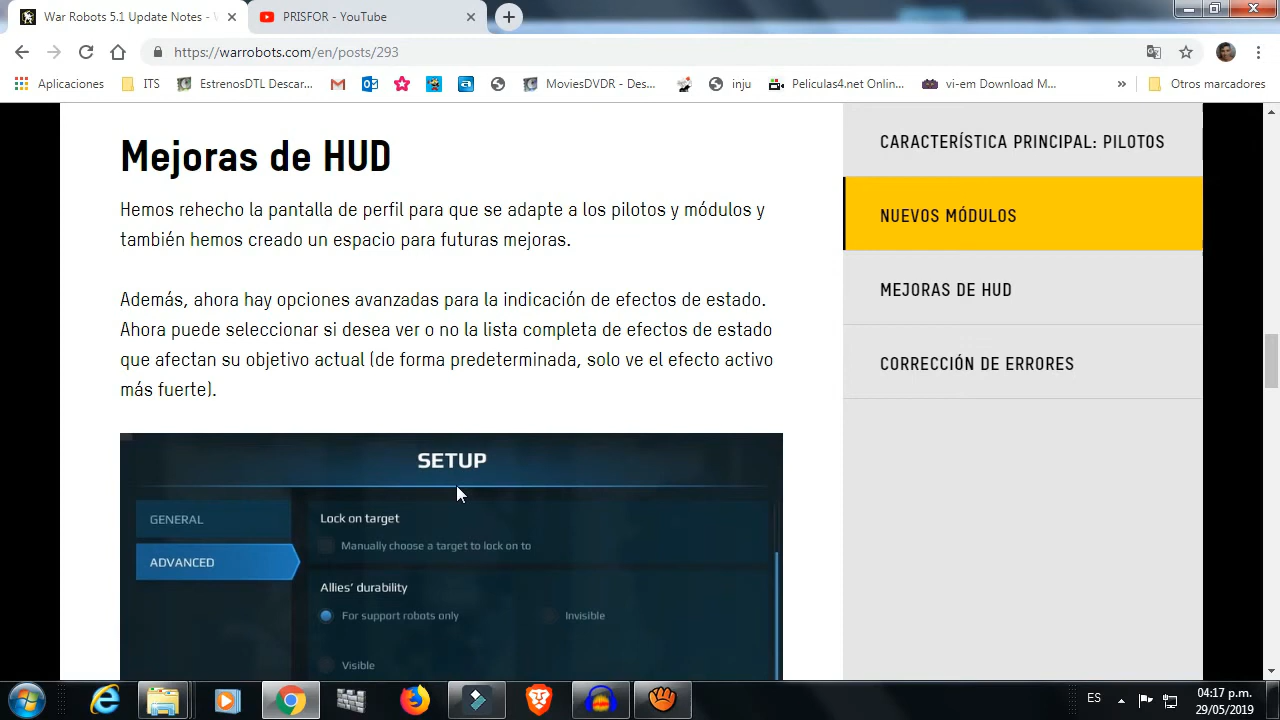 War Robots 5.1 Update Notes - W
PRISFOR - YouTube
https://warrobots.com/en/posts/293
Aplicaciones
ITS
EstrenosDTL Descar...
MoviesDVDR - Des...
inju
Peliculas4.net Onlin...
vi-em Download M...
»
Otros marcadores
Mejoras de HUD
Hemos rehecho la pantalla de perfil para que se adapte a los pilotos y módulos y
también hemos creado un espacio para futuras mejoras.
Además, ahora hay opciones avanzadas para la indicación de efectos de estado.
Ahora puede seleccionar si desea ver o no la lista completa de efectos de estado
que afectan su objetivo actual (de forma predeterminada, solo ve el efecto activo
más fuerte).
SETUP
GENERAL
ADVANCED
Lock on target
Manually choose a target to lock on to
Allies' durability
For support robots only
Invisible
Visible
CARACTERÍSTICA PRINCIPAL: PILOTOS
NUEVOS MÓDULOS
MEJORAS DE HUD
CORRECCIÓN DE ERRORES
ES
04:17 p.m.
29/05/2019